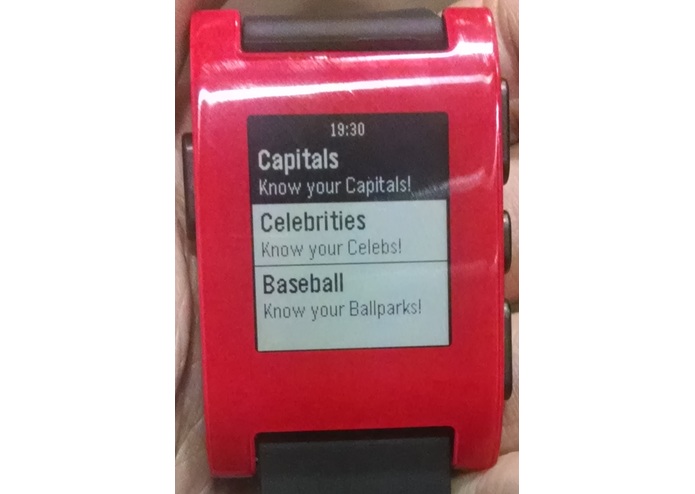 19:30
Capitals
Know your Capitals!
Celebrities
Know your Celebs!
Baseball
Know your Ballparks!